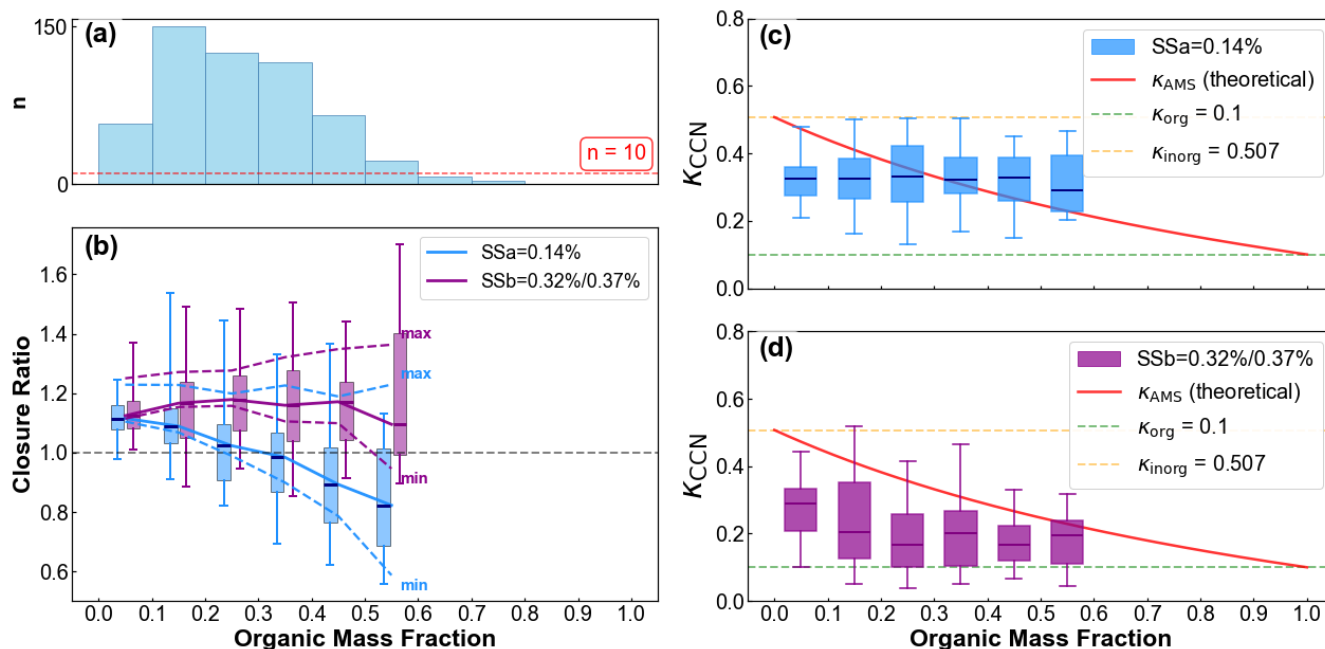 (a)
150
n
0
n = 10
(b)
SSa=0.14%
SSb=0.32%/0.37%
max
max
min
min
1.6
1.4
1.2
1.0
0.8
0.6
Closure Ratio
0.0 0.1 0.2 0.3 0.4 0.5 0.6 0.7 0.8 0.9 1.0
Organic Mass Fraction
(c)
0.8
0.6
0.4
0.2
0.0
κCCN
SSa=0.14%
κAMS (theoretical)
κorg = 0.1
κinorg = 0.507
(d)
0.8
0.6
0.4
0.2
0.0
κCCN
SSb=0.32%/0.37%
κAMS (theoretical)
κorg = 0.1
κinorg = 0.507
0.0 0.1 0.2 0.3 0.4 0.5 0.6 0.7 0.8 0.9 1.0
Organic Mass Fraction